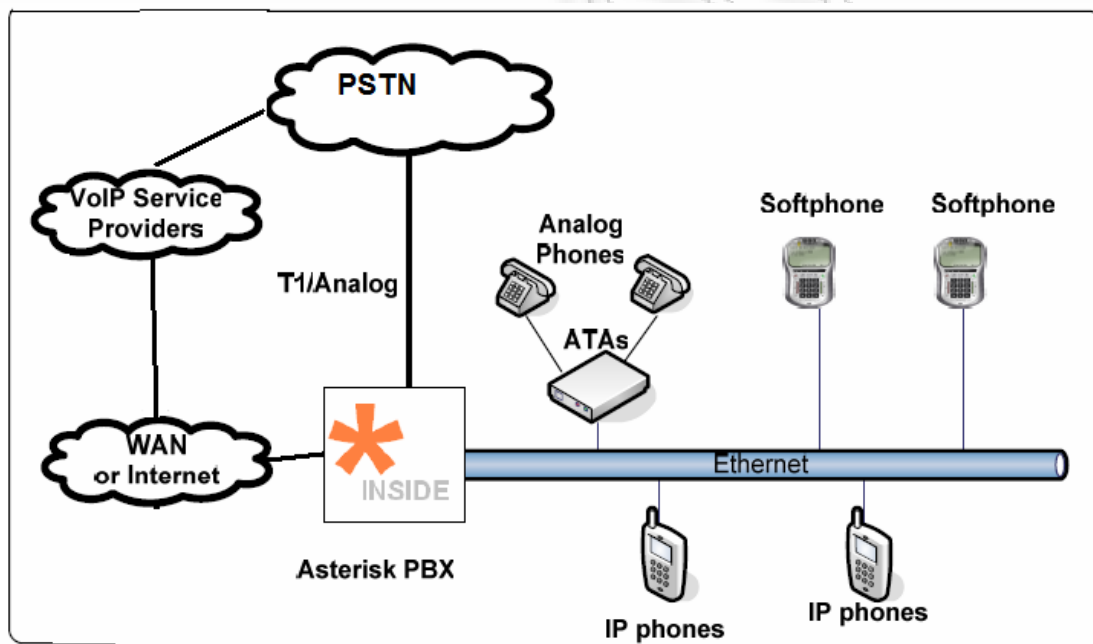 PSTN
VoIP Service
Providers
T1/Analog
Analog
Phones
ATAs
Softphone
Softphone
WAN
or Internet
INSIDE
Asterisk PBX
Ethernet
IP phones
IP phones